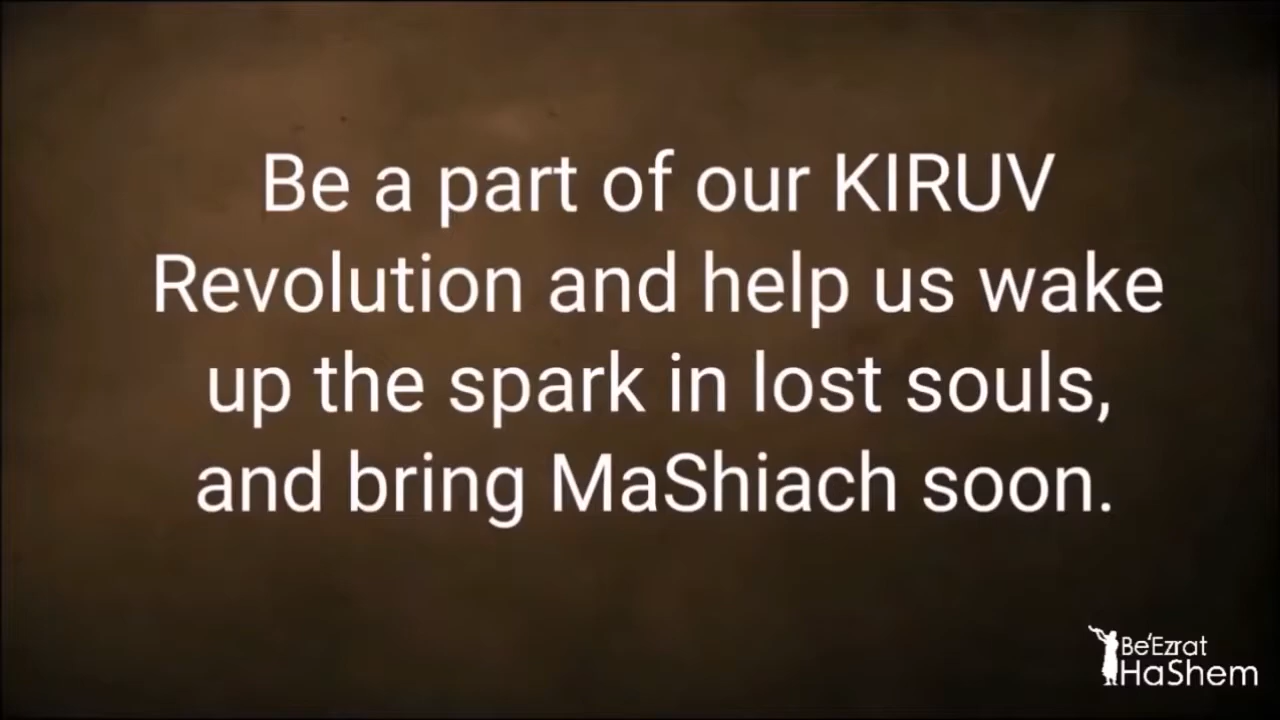 Be a part of our KIRUV
Revolution and help us wake
up the spark in lost souls,
and bring MaShiach soon.
Be'Ezrat
HaShem